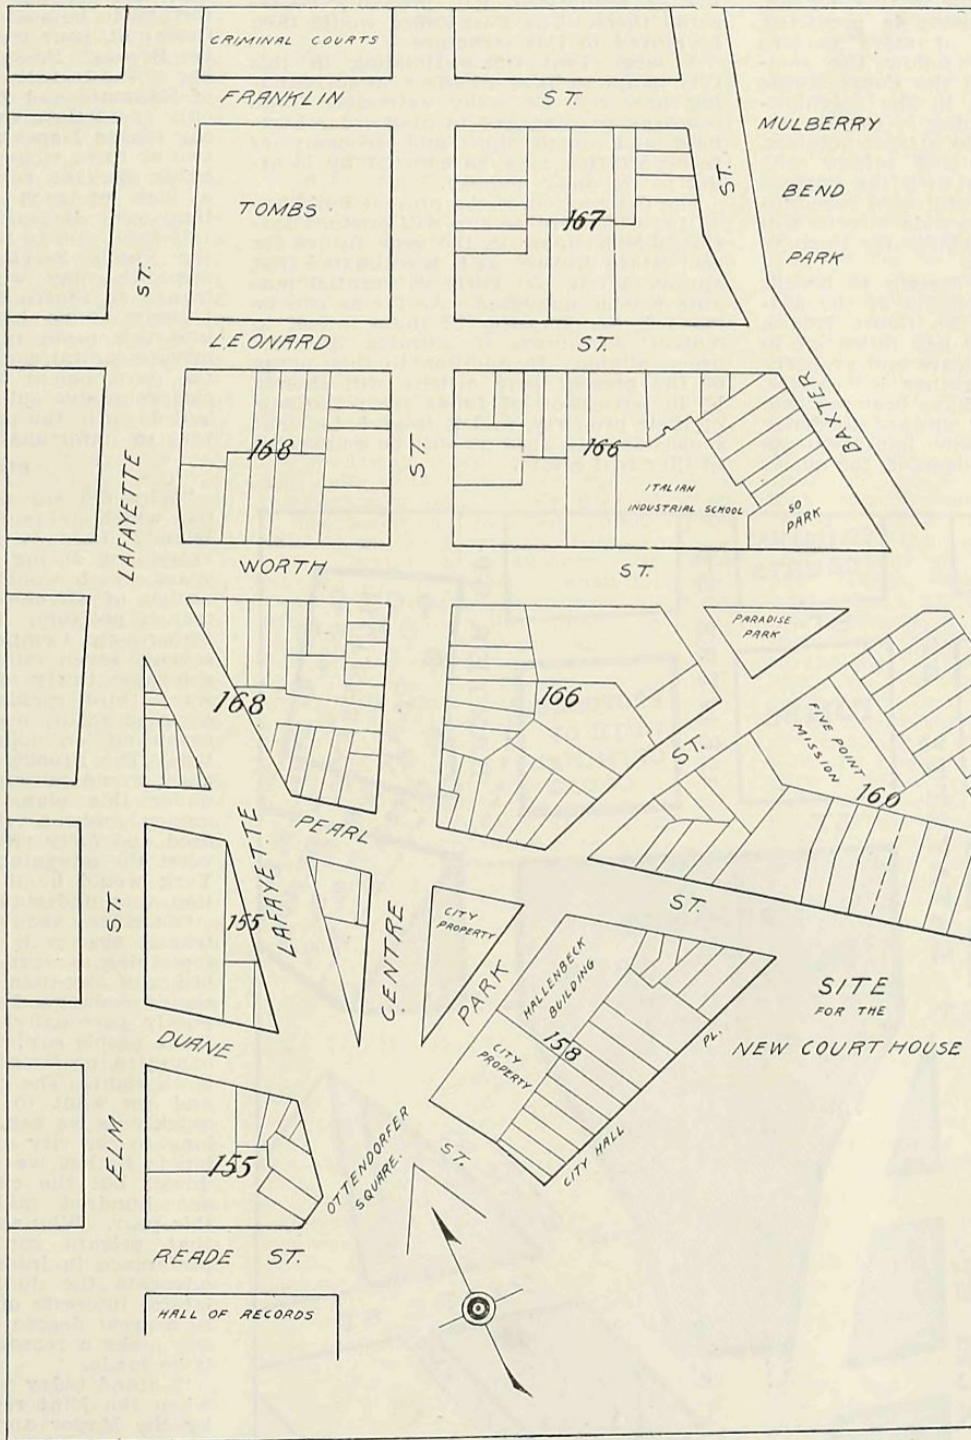 CRIMINAL COURTS
FRANKLIN ST.
MULBERRY
BEND
PARK
TOMBS
167
ST.
ST.
LEONARD ST.
168
ST.
166
BAXTER
LAFAYETTE
ITALIAN
INDUSTRIAL SCHOOL
SO
PARK
WORTH ST.
PARADISE
PARK
168
166
FIVE POINT
MISSION
160
ST.
PEARL
ST.
LAFAYETTE
155
ST.
CENTRE
CITY
PROPERTY
PARK
HALLENBECK
BUILDING
158
CITY
PROPERTY
PL.
CITY HALL
SITE
FOR THE
NEW COURT HOUSE
DUANE
ST.
ELM
155
OTTENDORFER
SQUARE.
READE ST.
HALL OF RECORDS